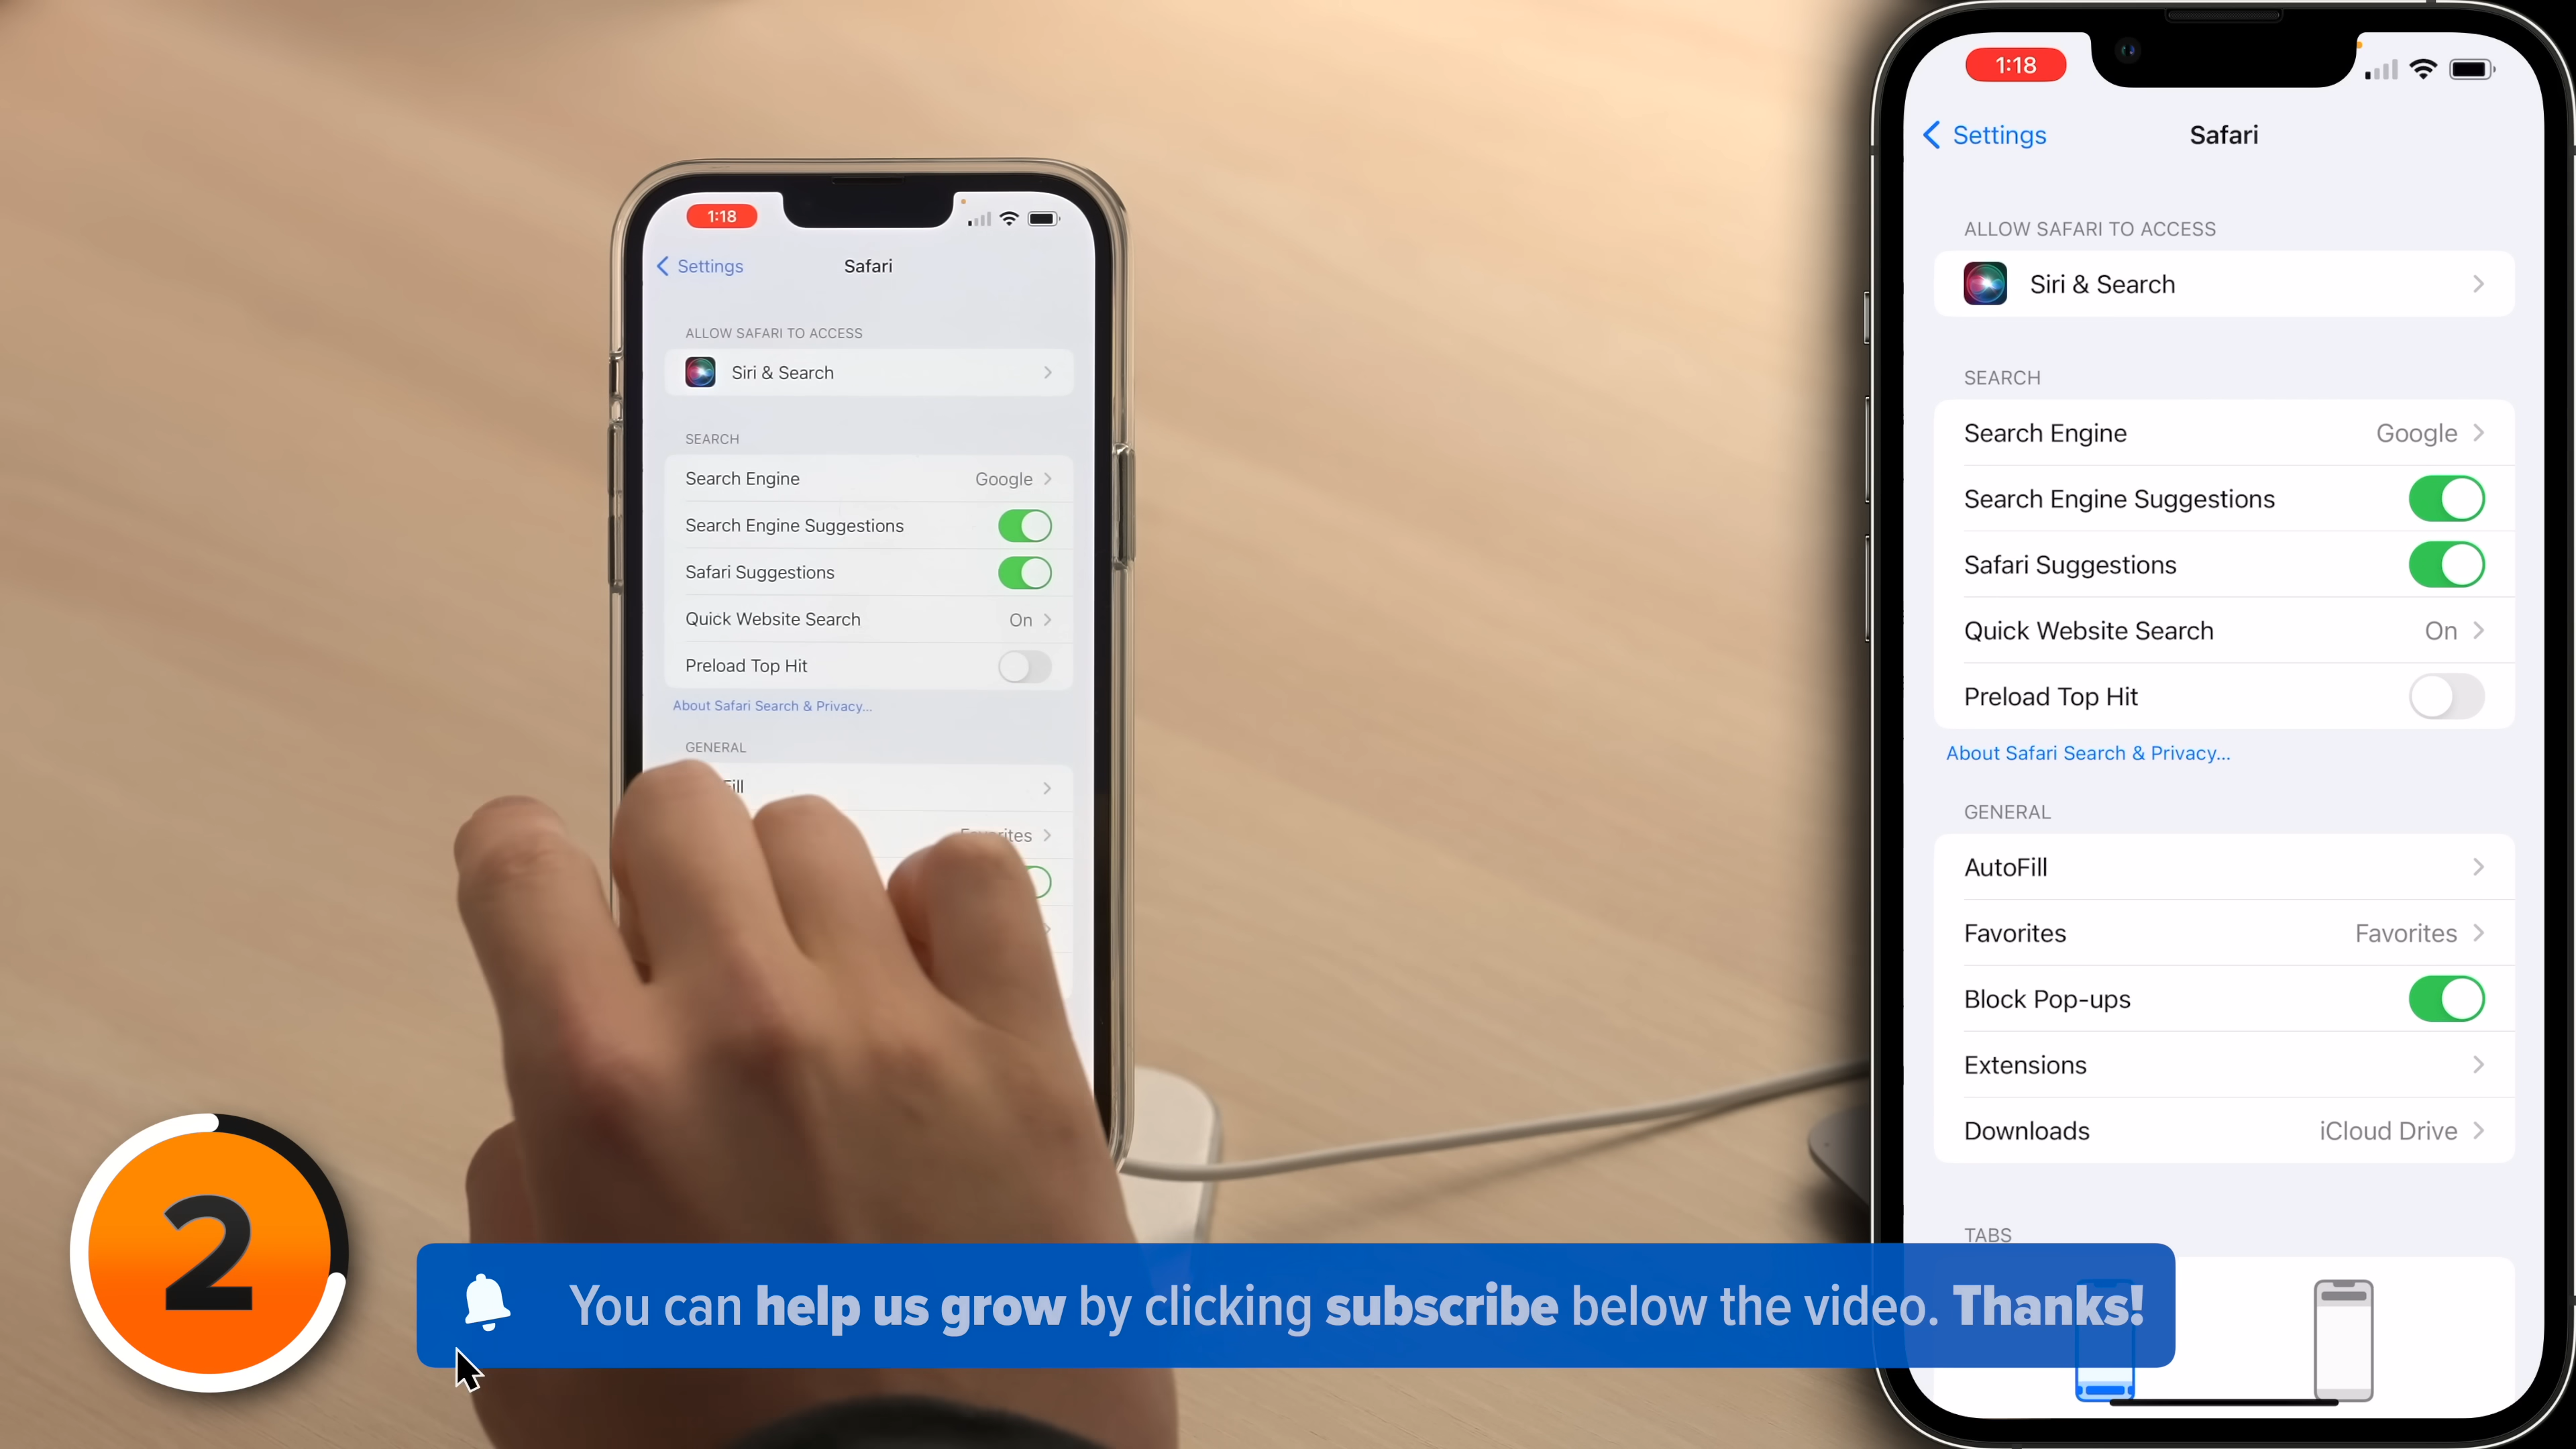 1:18
Settings
Safari
ALLOW SAFARI TO ACCESS
Siri & Search
SEARCH
Search Engine Google
Search Engine Suggestions
Safari Suggestions
Quick Website Search On
Preload Top Hit
About Safari Search & Privacy...
GENERAL
2
You can help us grow by clicking subscribe below the video. Thanks!
1:18
Settings
Safari
ALLOW SAFARI TO ACCESS
Siri & Search
SEARCH
Search Engine Google
Search Engine Suggestions
Safari Suggestions
Quick Website Search On
Preload Top Hit
About Safari Search & Privacy...
GENERAL
AutoFill
Favorites Favorites
Block Pop-ups
Extensions
Downloads iCloud Drive
TABS